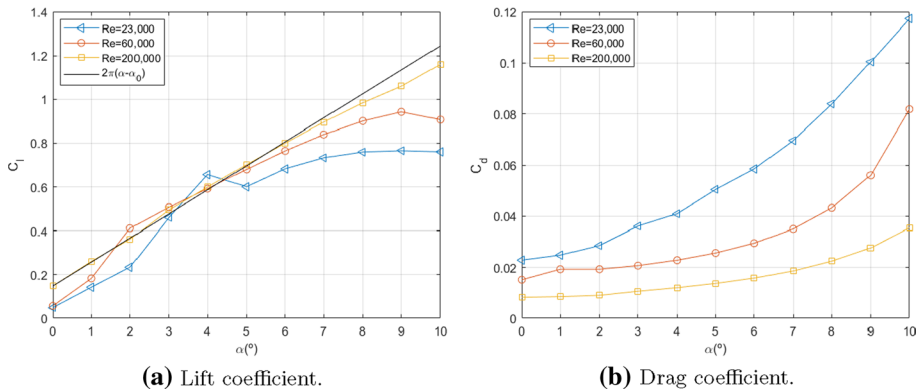 1.4
1.2
1
0.8
0.6
0.4
0.2
0
C_l
Re=23,000
Re=60,000
Re=200,000
2π(α-α₀)
0 1 2 3 4 5 6 7 8 9 10
α(º)
(a) Lift coefficient.
0.12
0.1
0.08
0.06
0.04
0.02
0
C_d
Re=23,000
Re=60,000
Re=200,000
0 1 2 3 4 5 6 7 8 9 10
α(º)
(b) Drag coefficient.